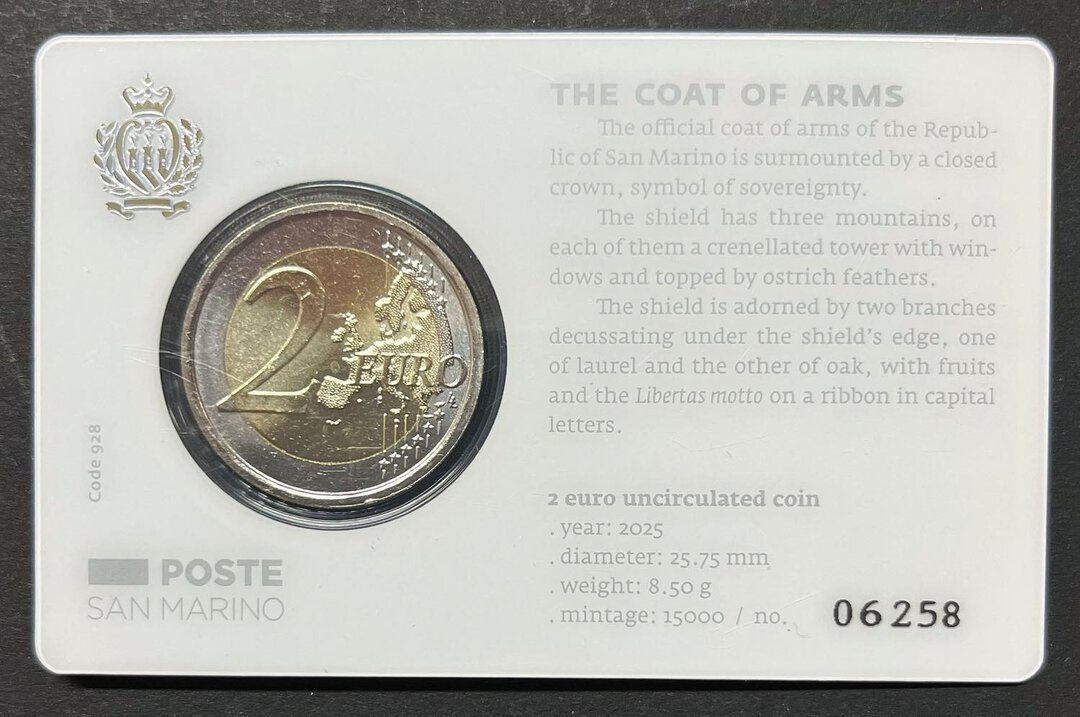 THE COAT OF ARMS
The official coat of arms of the Repub-
lic of San Marino is surmounted by a closed
crown, symbol of sovereignty.
The shield has three mountains, on
each of them a crenellated tower with win-
dows and topped by ostrich feathers.
The shield is adorned by two branches
decussating under the shield's edge, one
of laurel and the other of oak, with fruits
and the Libertas motto on a ribbon in capital
letters.
2 euro uncirculated coin
. year: 2025
. diameter: 25.75 mm
. weight: 8.50 g
. mintage: 15000 / no. 06258
2 EURO
LL
Code 928
POSTE
SAN MARINO